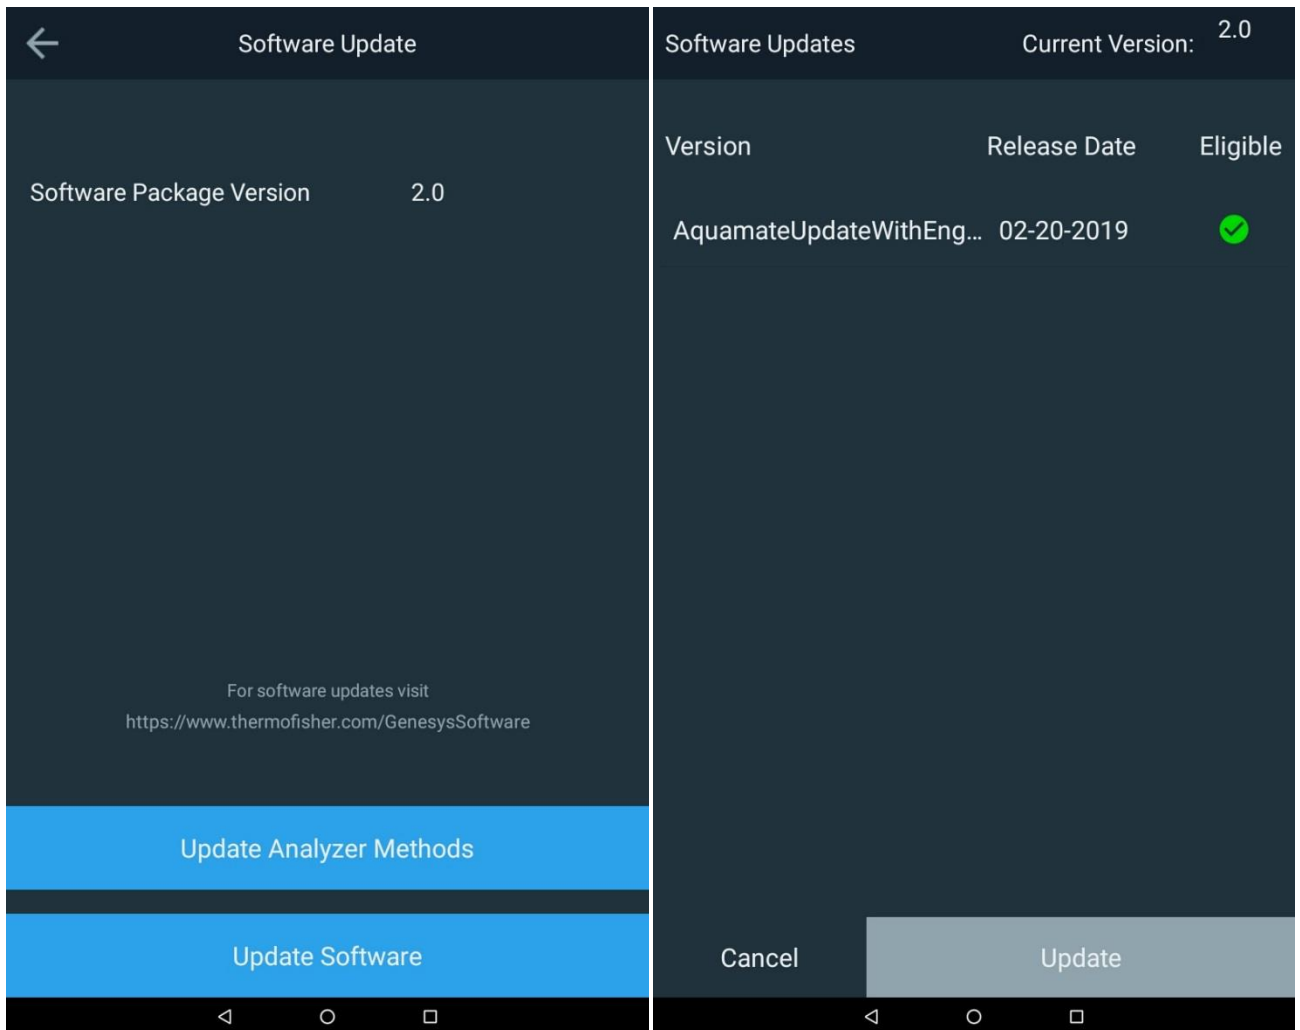 Software Update
Software Package Version 2.0
For software updates visit
https://www.thermofisher.com/GenesysSoftware
Update Analyzer Methods
Update Software
Software Updates Current Version: 2.0
Version Release Date Eligible
AquamateUpdateWithEng... 02-20-2019
Cancel Update